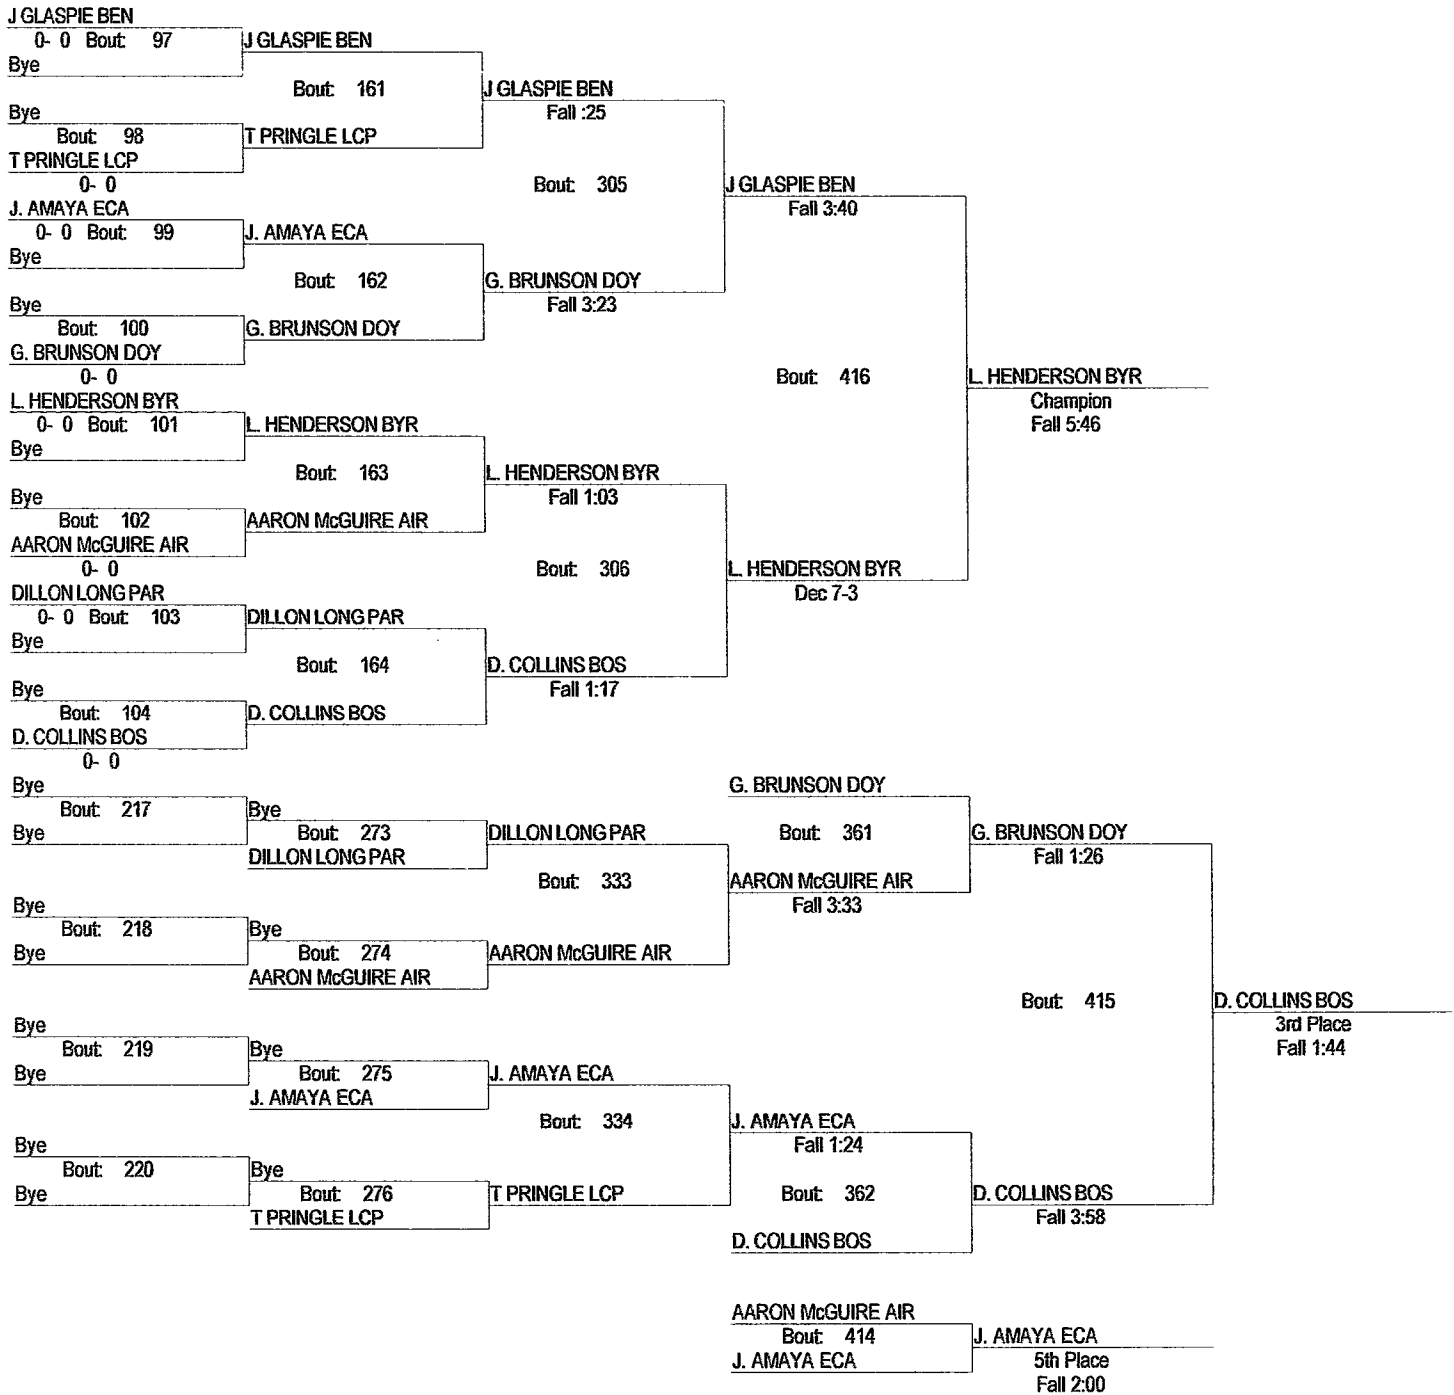 J GLASPIE BEN
0- 0 Bout: 97
J GLASPIE BEN
Bye
Bout: 161
J GLASPIE BEN
Fall :25
Bye
Bout: 98
T PRINGLE LCP
T PRINGLE LCP
0- 0
Bout: 305
J GLASPIE BEN
Fall 3:40
J. AMAYA ECA
0- 0 Bout: 99
J. AMAYA ECA
Bye
Bout: 162
G. BRUNSON DOY
Fall 3:23
Bye
Bout: 100
G. BRUNSON DOY
G. BRUNSON DOY
0- 0
Bout: 416
L. HENDERSON BYR
Champion
Fall 5:46
L. HENDERSON BYR
0- 0 Bout: 101
L. HENDERSON BYR
Bye
Bout: 163
L. HENDERSON BYR
Fall 1:03
Bye
Bout: 102
AARON McGUIRE AIR
AARON McGUIRE AIR
0- 0
Bout: 306
L. HENDERSON BYR
Dec 7-3
DILLON LONG PAR
0- 0 Bout: 103
DILLON LONG PAR
Bye
Bout: 164
D. COLLINS BOS
Fall 1:17
Bye
Bout: 104
D. COLLINS BOS
D. COLLINS BOS
0- 0
Bye
Bout: 217
Bye
Bye
Bout: 273
DILLON LONG PAR
DILLON LONG PAR
G. BRUNSON DOY
Bout: 361
G. BRUNSON DOY
Fall 1:26
Bout: 333
AARON McGUIRE AIR
Fall 3:33
Bye
Bout: 218
Bye
Bye
Bout: 274
AARON McGUIRE AIR
AARON McGUIRE AIR
Bout: 415
D. COLLINS BOS
3rd Place
Fall 1:44
Bye
Bout: 219
Bye
Bye
Bout: 275
J. AMAYA ECA
J. AMAYA ECA
Bout: 334
J. AMAYA ECA
Fall 1:24
Bye
Bout: 220
Bye
Bye
Bout: 276
T PRINGLE LCP
T PRINGLE LCP
Bout: 362
D. COLLINS BOS
Fall 3:58
D. COLLINS BOS
AARON McGUIRE AIR
Bout: 414
J. AMAYA ECA
J. AMAYA ECA
5th Place
Fall 2:00